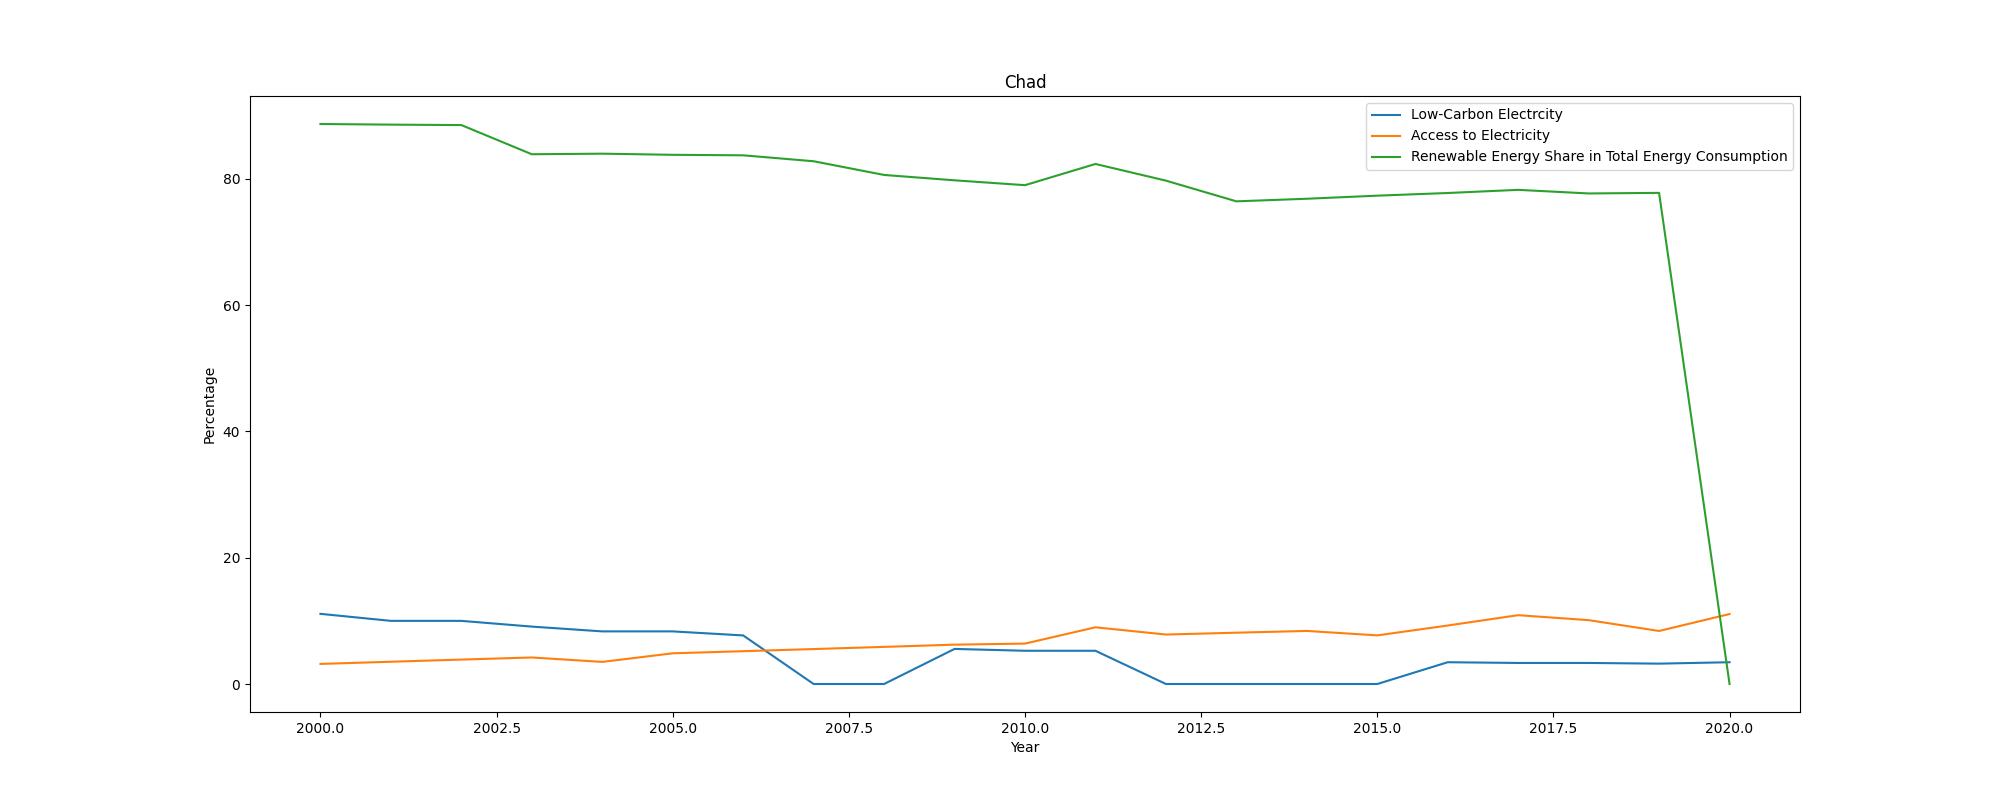 Chad
Low-Carbon Electrcity
Access to Electricity
Renewable Energy Share in Total Energy Consumption
Percentage
80
60
40
20
0
2000.0 2002.5 2005.0 2007.5 2010.0 2012.5 2015.0 2017.5 2020.0
Year